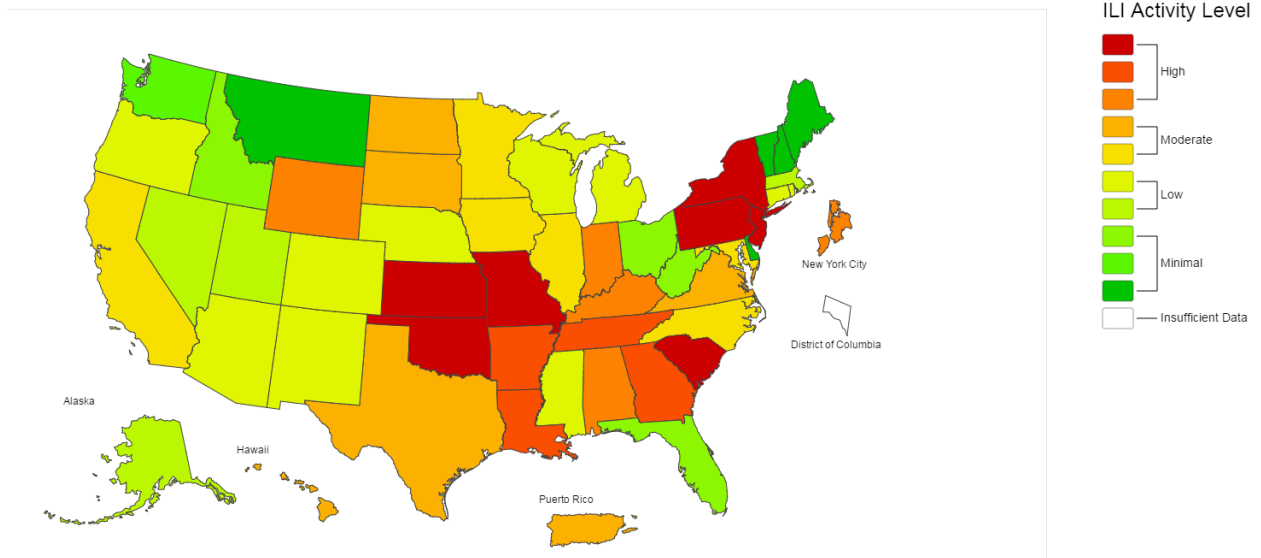 ILI Activity Level
High
Moderate
Low
Minimal
Insufficient Data
New York City
District of Columbia
Alaska
Hawaii
Puerto Rico